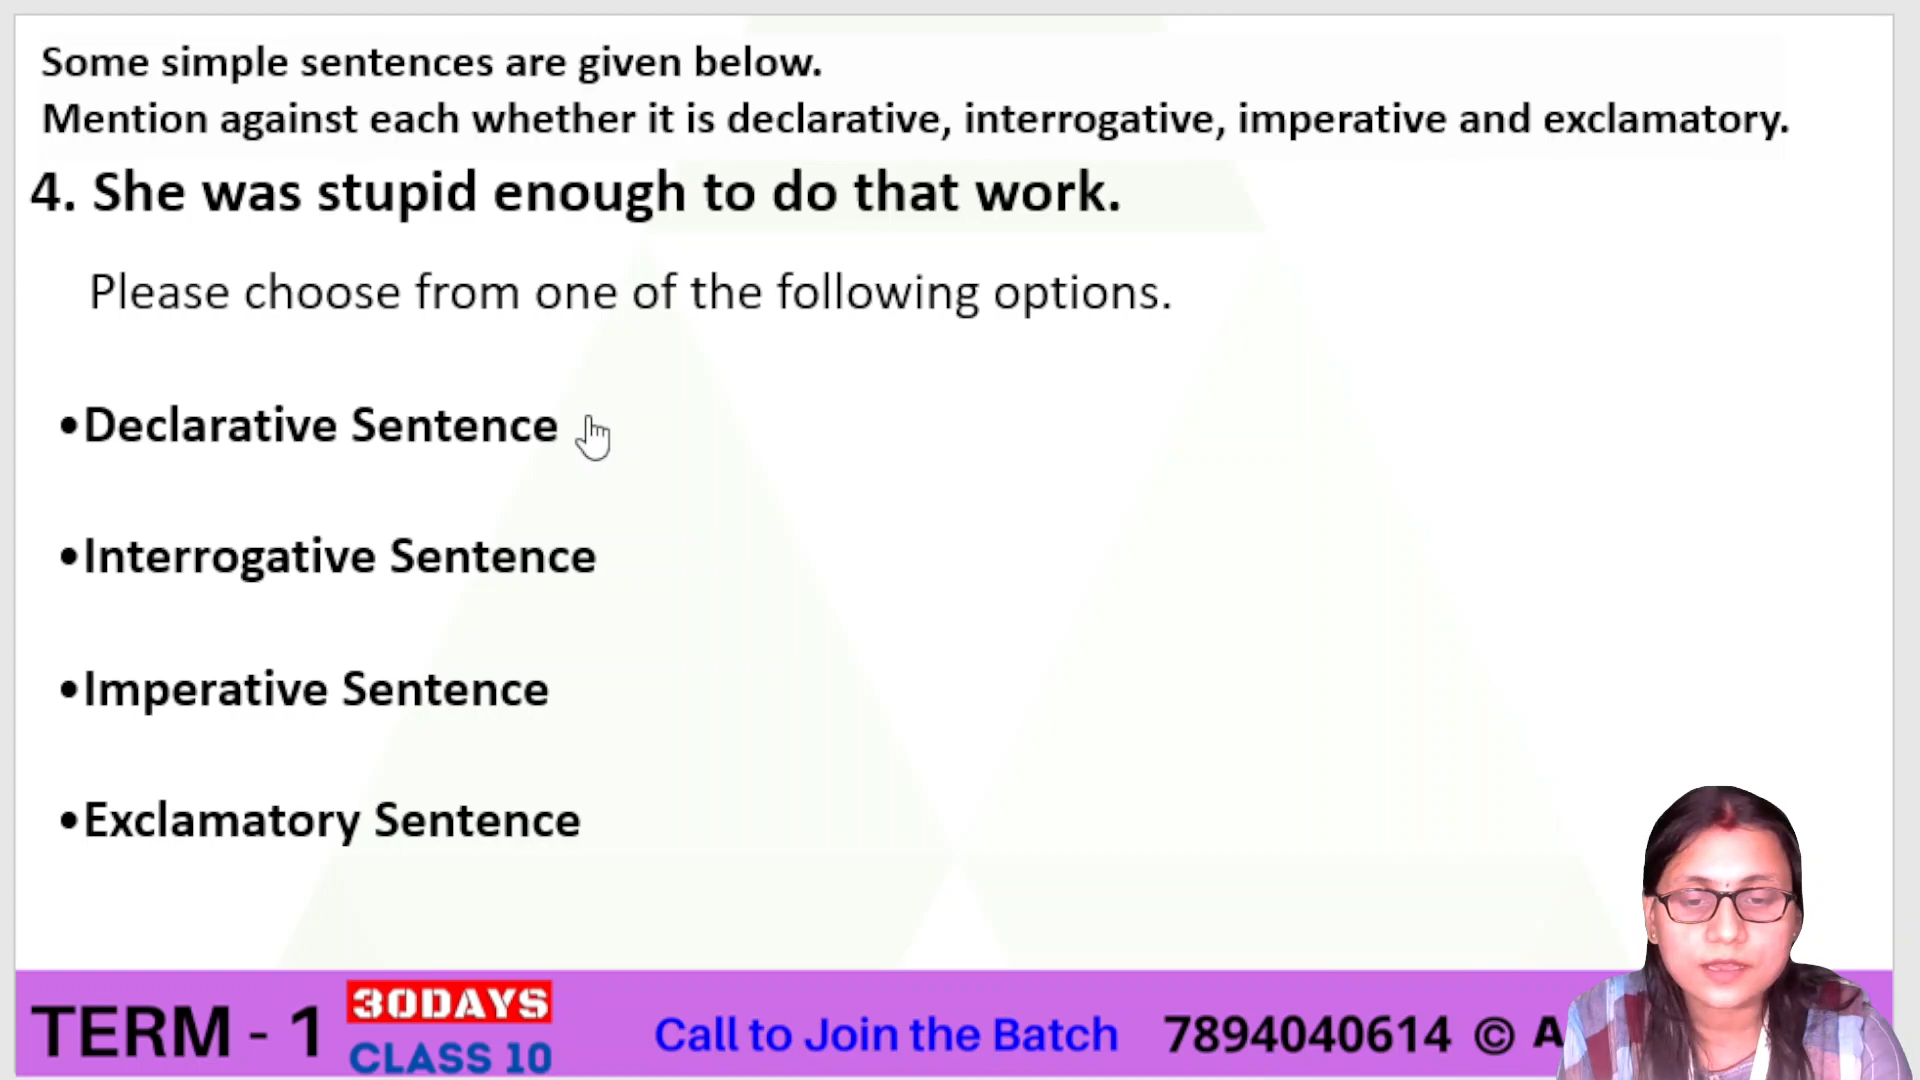 Some simple sentences are given below.
Mention against each whether it is declarative, interrogative, imperative and exclamatory.
4. She was stupid enough to do that work.
Please choose from one of the following options.
•Declarative Sentence
•Interrogative Sentence
•Imperative Sentence
•Exclamatory Sentence
TERM - 1 30DAYS CLASS 10 Call to Join the Batch 7894040614 © A